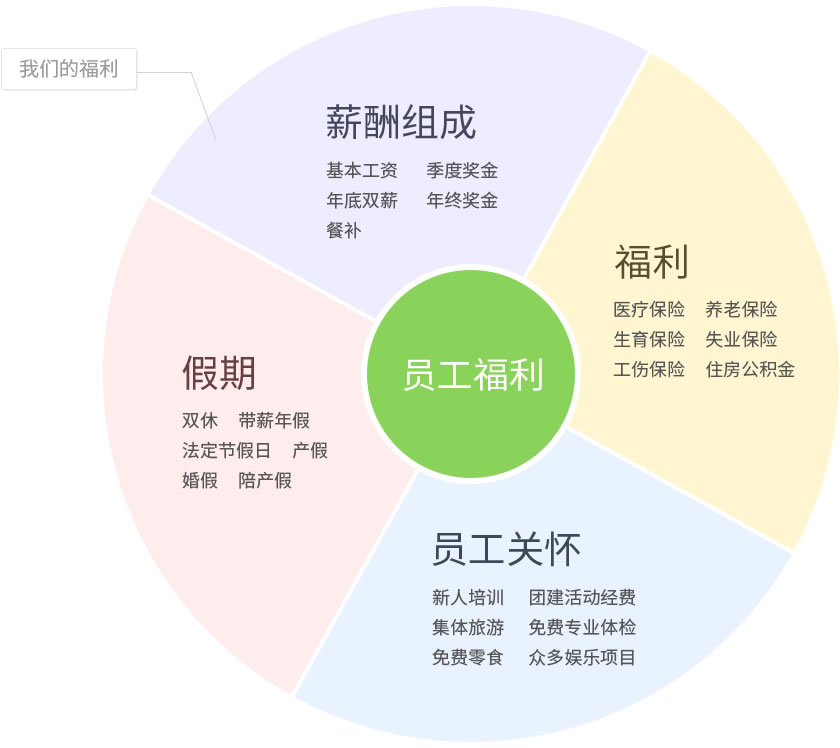 我们的福利
薪酬组成
基本工资 季度奖金
年底双薪 年终奖金
餐补
福利
医疗保险 养老保险
生育保险 失业保险
工伤保险 住房公积金
员工福利
假期
双休 带薪年假
法定节假日 产假
婚假 陪产假
员工关怀
新人培训 团建活动经费
集体旅游 免费专业体检
免费零食 众多娱乐项目